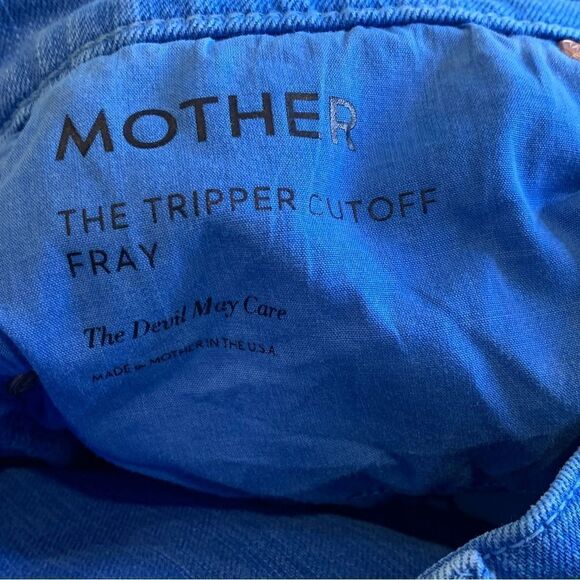 MOTHER
THE TRIPPER CUTOFF
FRAY
The Devil May Care
MADE by MOTHER IN THE U.S.A.